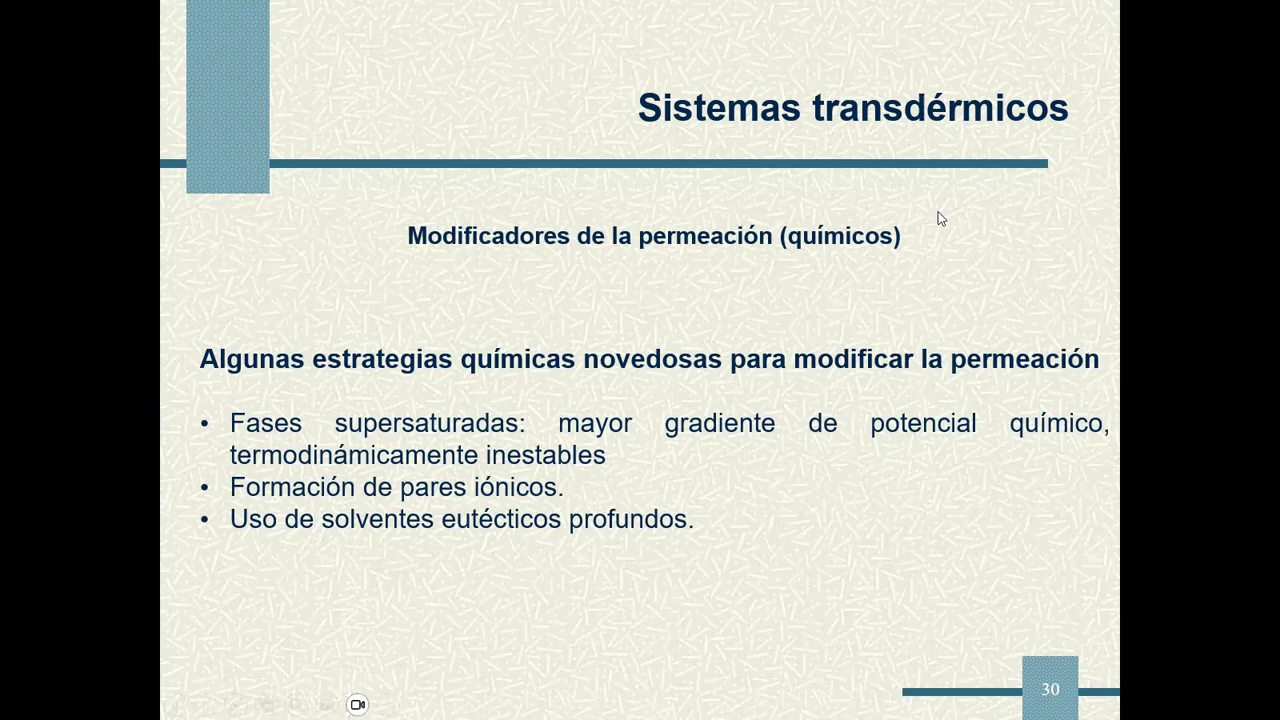 Sistemas transdérmicos
Modificadores de la permeación (químicos)
Algunas estrategias químicas novedosas para modificar la permeación
• Fases supersaturadas: mayor gradiente de potencial químico,
termodinámicamente inestables
• Formación de pares iónicos.
• Uso de solventes eutécticos profundos.
30